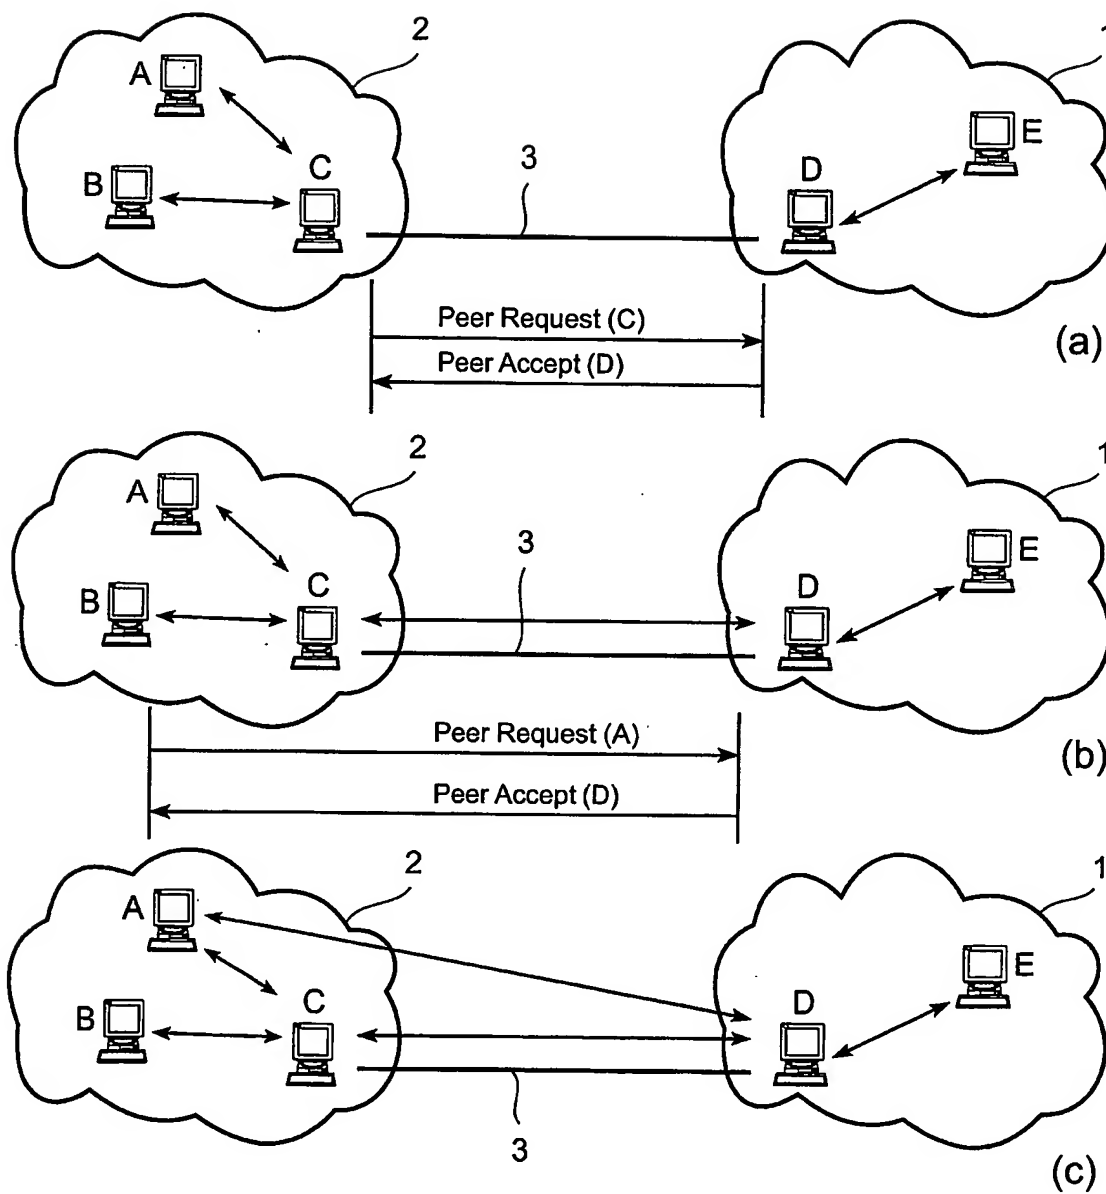 2
1
A
E
3
C
D
B
Peer Request (C)
(a)
Peer Accept (D)
2
1
A
3
E
C
D
B
Peer Request (A)
(b)
Peer Accept (D)
2
1
A
E
C
D
B
3
(c)